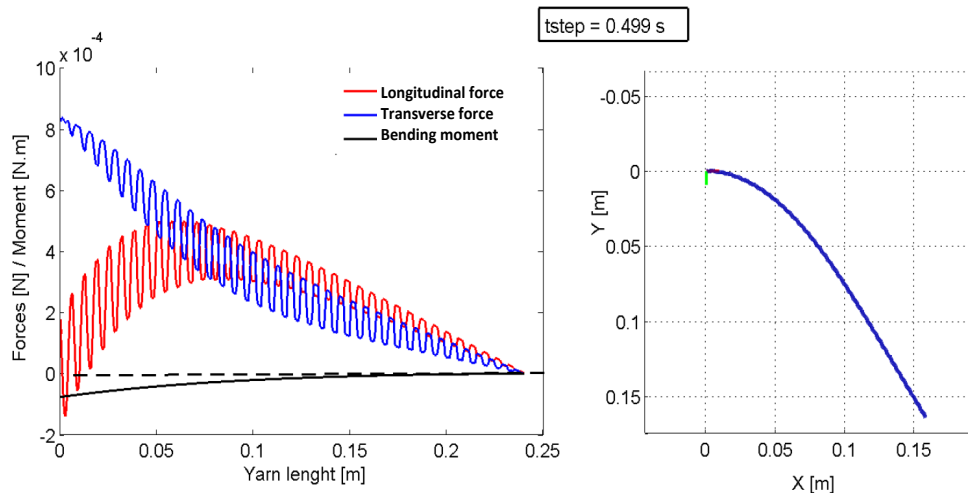 tstep = 0.499 s
x 10-4
10
8
6
4
2
0
-2
Forces [N] / Moment [N.m]
Longitudinal force
Transverse force
Bending moment
0
0.05
0.1
0.15
0.2
0.25
Yarn lenght [m]
-0.05
0
0.05
0.1
0.15
Y [m]
0
0.05
0.1
0.15
X [m]